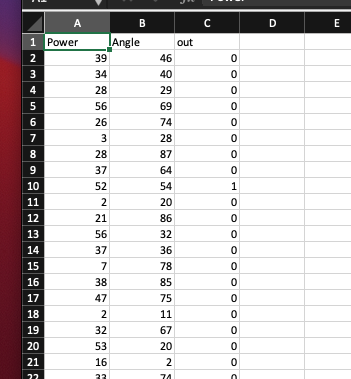 A B C D E
1 Power Angle out
2 39 46 0
3 34 40 0
4 28 29 0
5 56 69 0
6 26 74 0
7 3 28 0
8 28 87 0
9 37 64 0
10 52 54 1
11 2 20 0
12 21 86 0
13 56 32 0
14 37 36 0
15 7 78 0
16 38 85 0
17 47 75 0
18 2 11 0
19 32 67 0
20 53 20 0
21 16 2 0
22 33 74 0